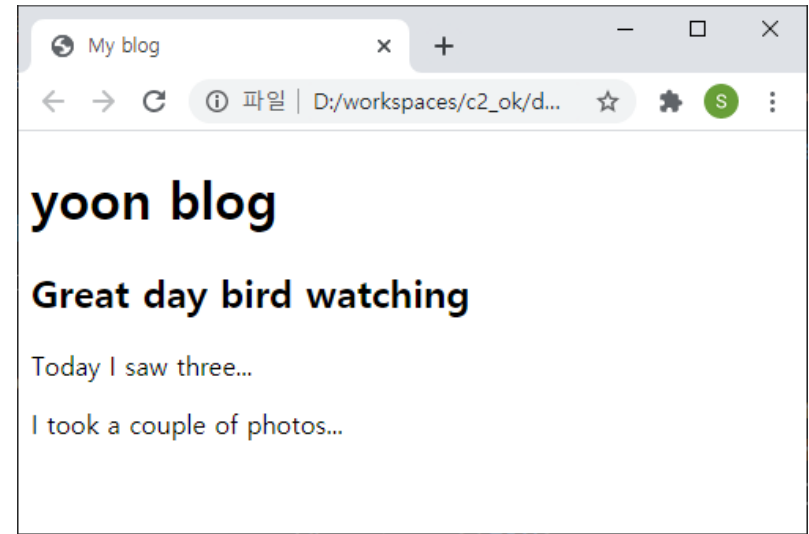 My blog
파일 | D:/workspaces/c2_ok/d...
S
yoon blog
Great day bird watching
Today I saw three...
I took a couple of photos...